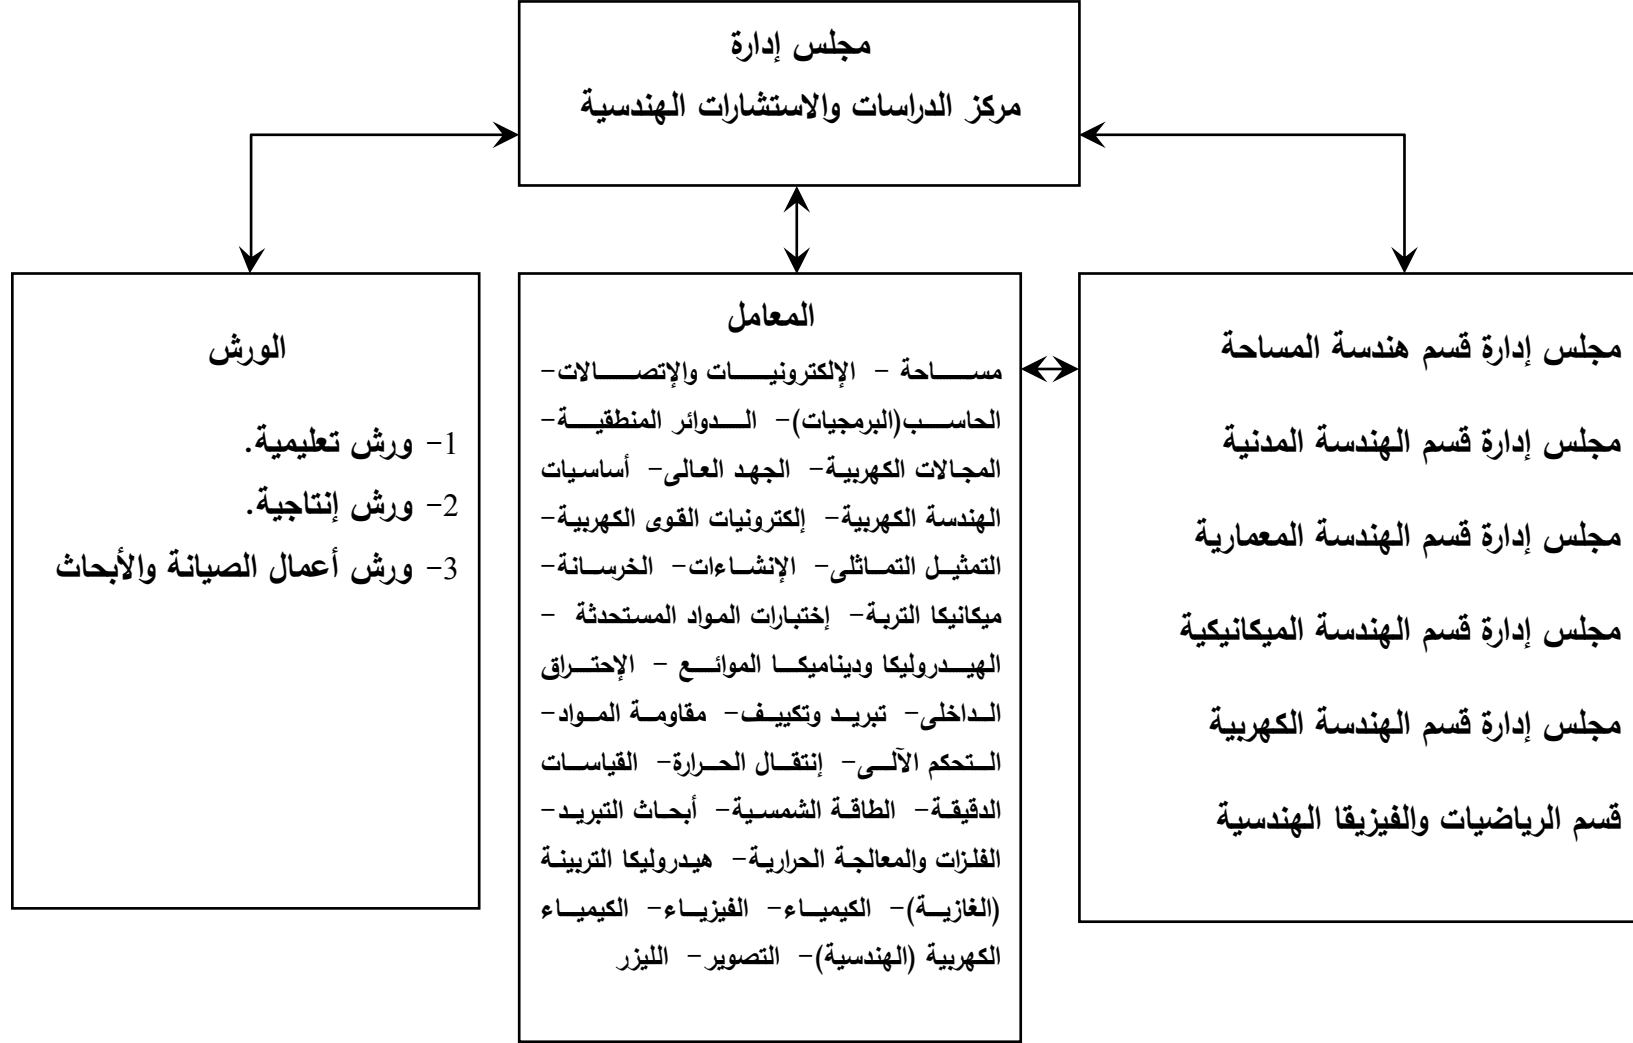 مجلس إدارة
مركز الدراسات والاستشارات الهندسية
مجلس إدارة قسم هندسة المساحة
مجلس إدارة قسم الهندسة المدنية
مجلس إدارة قسم الهندسة المعمارية
مجلس إدارة قسم الهندسة الميكانيكية
مجلس إدارة قسم الهندسة الكهربية
قسم الرياضيات والفيزيقا الهندسية
المعامل
مساحة – الإلكترونيات والإتصالات–
الحاسب(البرمجيات)– الدوائر المنطقية–
المجالات الكهربية– الجهد العالى– أساسيات
الهندسة الكهربية– إلكترونيات القوى الكهربية–
التمثيل التماثلى– الإنشاءات– الخرسانة–
ميكانيكا التربة– إختبارات المواد المستحدثة –
الهيدروليكا وديناميكا الموائع – الإحتراق
الداخلى– تبريد وتكييف– مقاومة المواد–
التحكم الآلى– إنتقال الحرارة– القياسات
الدقيقة– الطاقة الشمسية– أبحاث التبريد–
الفلزات والمعالجة الحرارية– هيدروليكا التربينة
(الغازية)– الكيمياء– الفيزياء– الكيمياء
الكهربية (الهندسية)– التصوير– الليزر
الورش
1– ورش تعليمية.
2– ورش إنتاجية.
3– ورش أعمال الصيانة والأبحاث